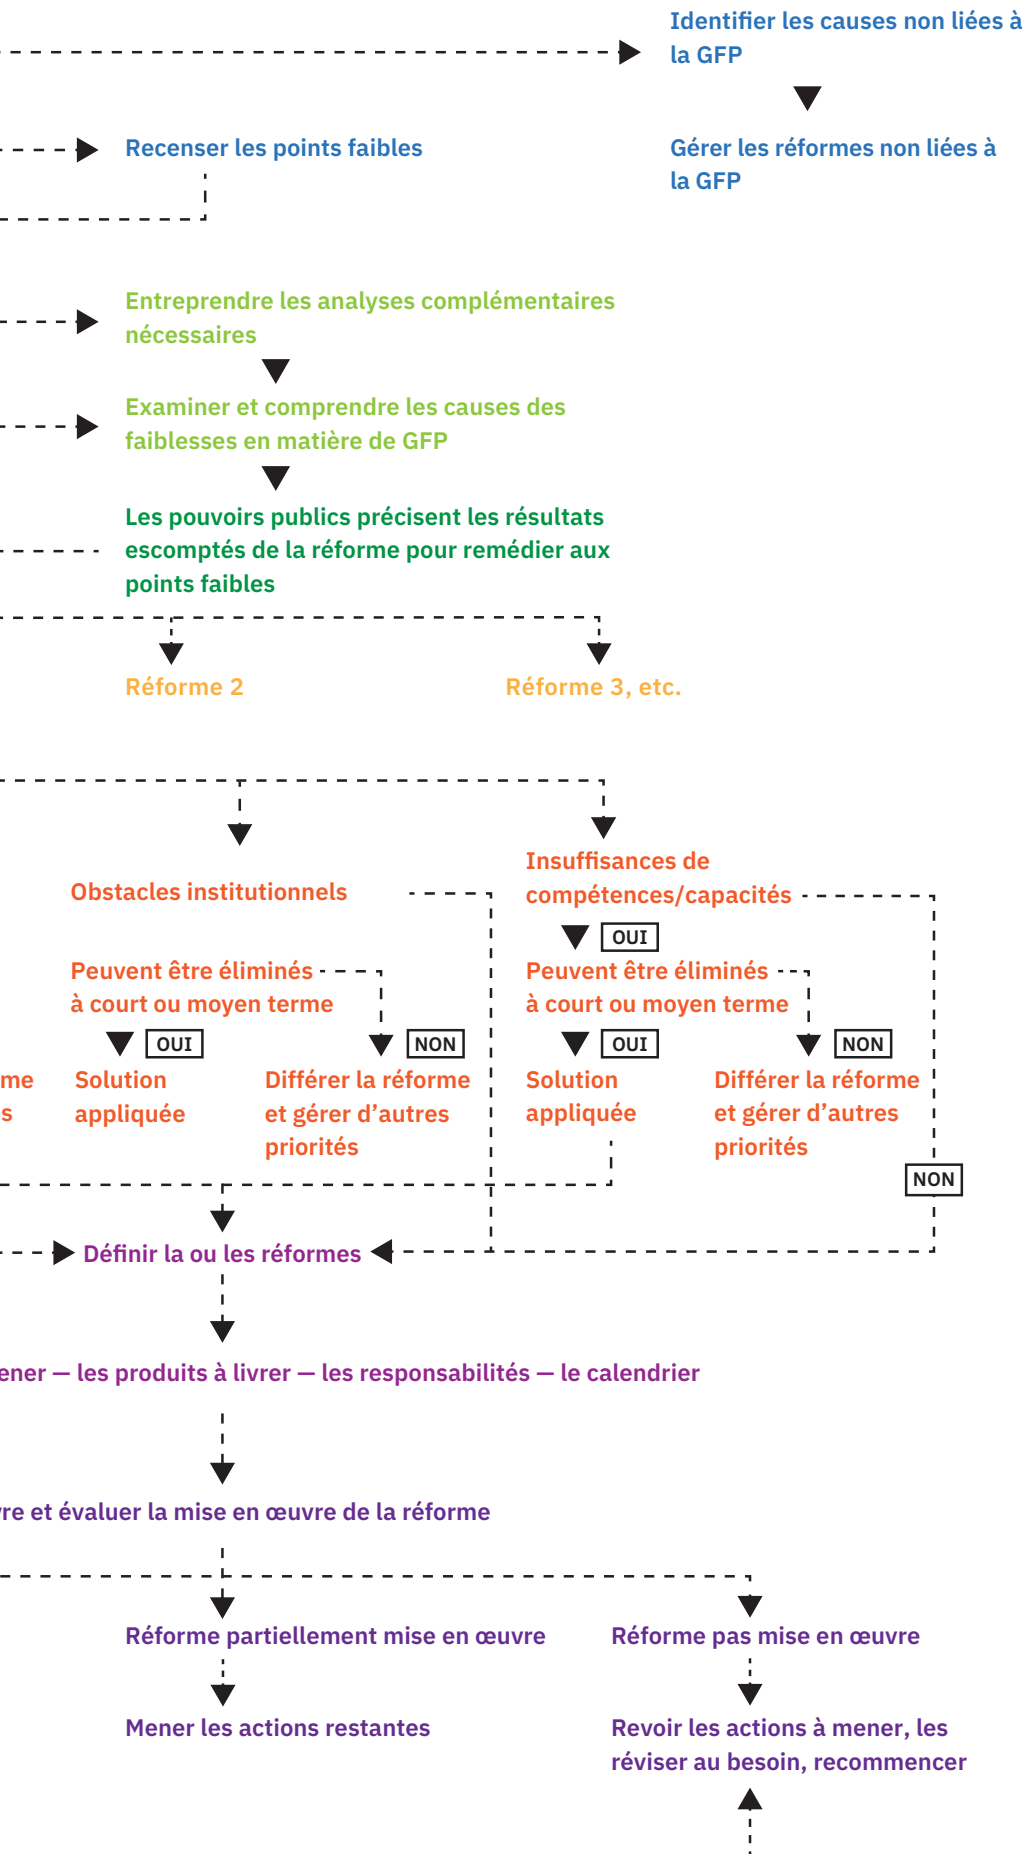 Identifier les causes non liées à
la GFP
Recenser les points faibles
Gérer les réformes non liées à
la GFP
Entreprendre les analyses complémentaires
nécessaires
Examiner et comprendre les causes des
faiblesses en matière de GFP
Les pouvoirs publics précisent les résultats
escomptés de la réforme pour remédier aux
points faibles
Réforme 2
Réforme 3, etc.
Obstacles institutionnels
Insuffisances de
compétences/capacités
OUI
Peuvent être éliminés
à court ou moyen terme
Peuvent être éliminés
à court ou moyen terme
OUI
NON
OUI
NON
me
s
Solution
appliquée
Différer la réforme
et gérer d’autres
priorités
Solution
appliquée
Différer la réforme
et gérer d’autres
priorités
NON
Définir la ou les réformes
ener — les produits à livrer — les responsabilités — le calendrier
re et évaluer la mise en œuvre de la réforme
Réforme partiellement mise en œuvre
Réforme pas mise en œuvre
Mener les actions restantes
Revoir les actions à mener, les
réviser au besoin, recommencer